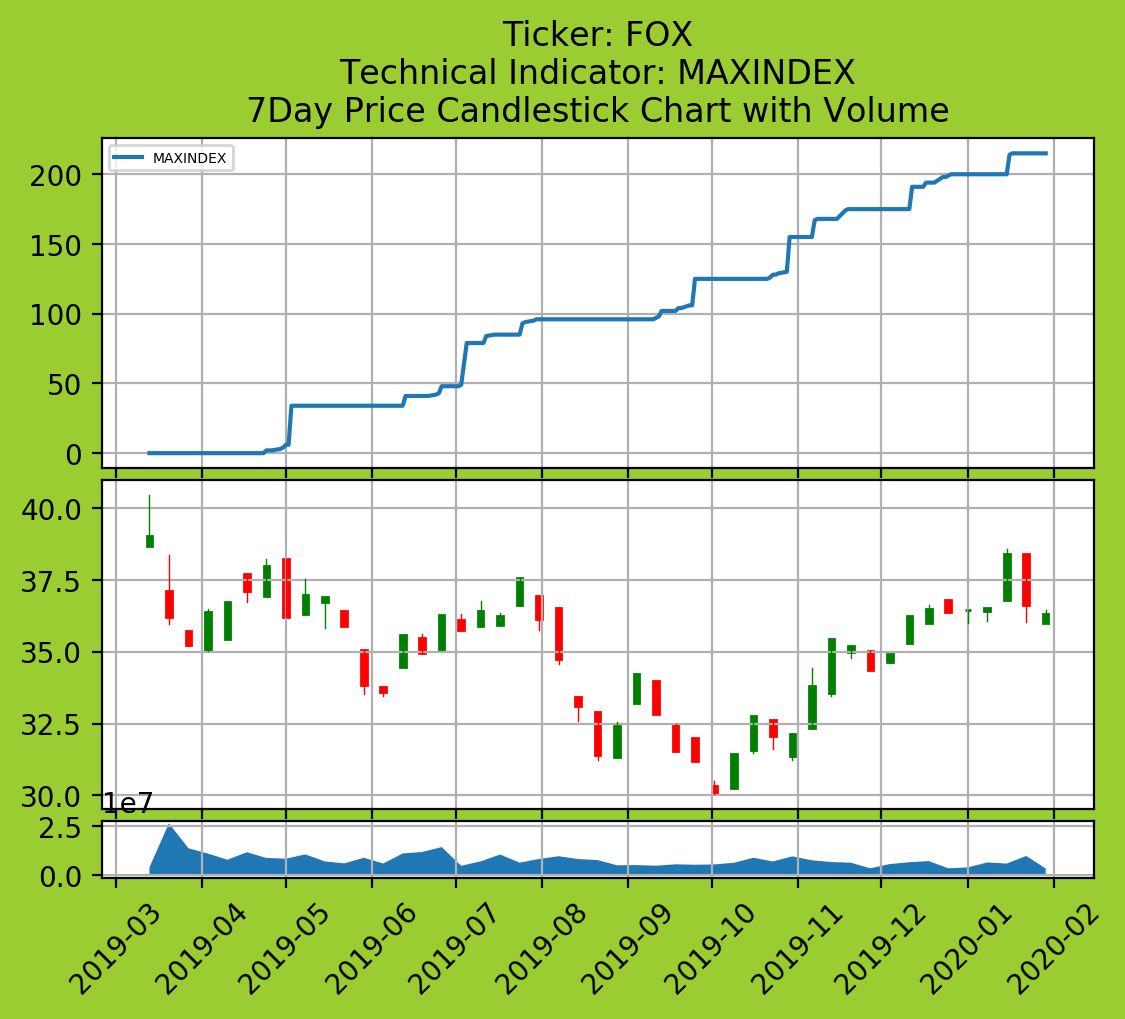 Ticker: FOX
Technical Indicator: MAXINDEX
7Day Price Candlestick Chart with Volume
MAXINDEX
200
150
100
50
0
40.0
37.5
35.0
32.5
30.0
1e7
2.5
0.0
2019-03 2019-04 2019-05 2019-06 2019-07 2019-08 2019-09 2019-10 2019-11 2019-12 2020-01 2020-02